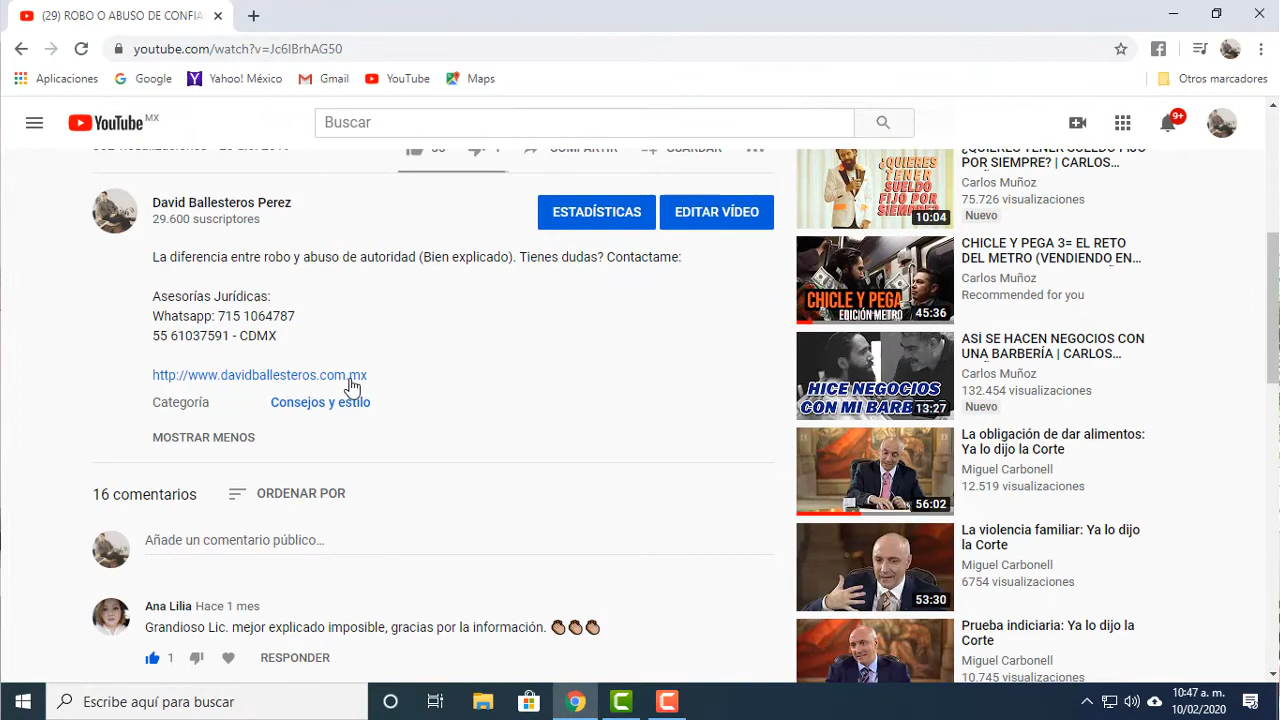 (29) ROBO O ABUSO DE CONFIA
youtube.com/watch?v=Jc6IBrhAG50
Aplicaciones Google Yahoo! México Gmail YouTube Maps Otros marcadores
YouTube MX
Buscar
9+
COMPARTIR GUARDAR
David Ballesteros Perez
29.600 suscriptores
ESTADÍSTICAS EDITAR VÍDEO
La diferencia entre robo y abuso de autoridad (Bien explicado). Tienes dudas? Contactame:
Asesorías Jurídicas:
Whatsapp: 715 1064787
55 61037591 - CDMX
http://www.davidballesteros.com.mx
Categoría Consejos y estilo
MOSTRAR MENOS
16 comentarios ORDENAR POR
Añade un comentario público...
Ana Lilia Hace 1 mes
Grandioso Lic. mejor explicado imposible, gracias por la información.
1 RESPONDER
¿QUIERES TENER SUELDO FIJO POR SIEMPRE?
10:04
¿QUIERES TENER SUELDO FIJO
POR SIEMPRE? | CARLOS...
Carlos Muñoz
75.726 visualizaciones
Nuevo
CHICLE Y PEGA
EDICIÓN METRO
45:36
CHICLE Y PEGA 3= EL RETO
DEL METRO (VENDIENDO EN...
Carlos Muñoz
Recommended for you
HICE NEGOCIOS
CON MI BARB
13:27
ASÍ SE HACEN NEGOCIOS CON
UNA BARBERÍA | CARLOS...
Carlos Muñoz
132.454 visualizaciones
Nuevo
56:02
La obligación de dar alimentos:
Ya lo dijo la Corte
Miguel Carbonell
12.519 visualizaciones
53:30
La violencia familiar: Ya lo dijo
la Corte
Miguel Carbonell
6754 visualizaciones
Prueba indiciaria: Ya lo dijo la
Corte
Miguel Carbonell
10.745 visualizaciones
Escribe aquí para buscar
10:47 a. m.
10/02/2020